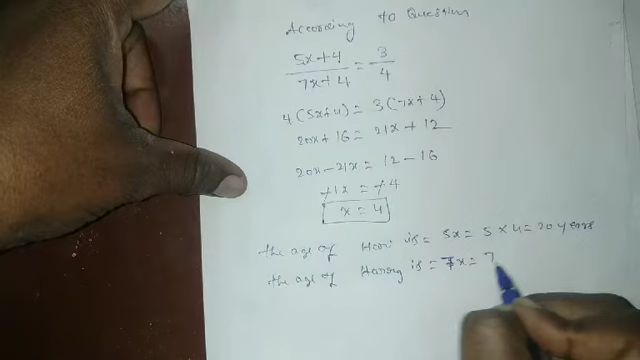 According to Question
5x+4/7x+4 = 3/4
4(5x+4) = 3(7x+4)
20x+16 = 21x+12
20x-21x = 12-16
-1x = -4
x = 4
the age of Hari is = 5x = 5×4 = 20 years
the age of Harry is = 7x = 7